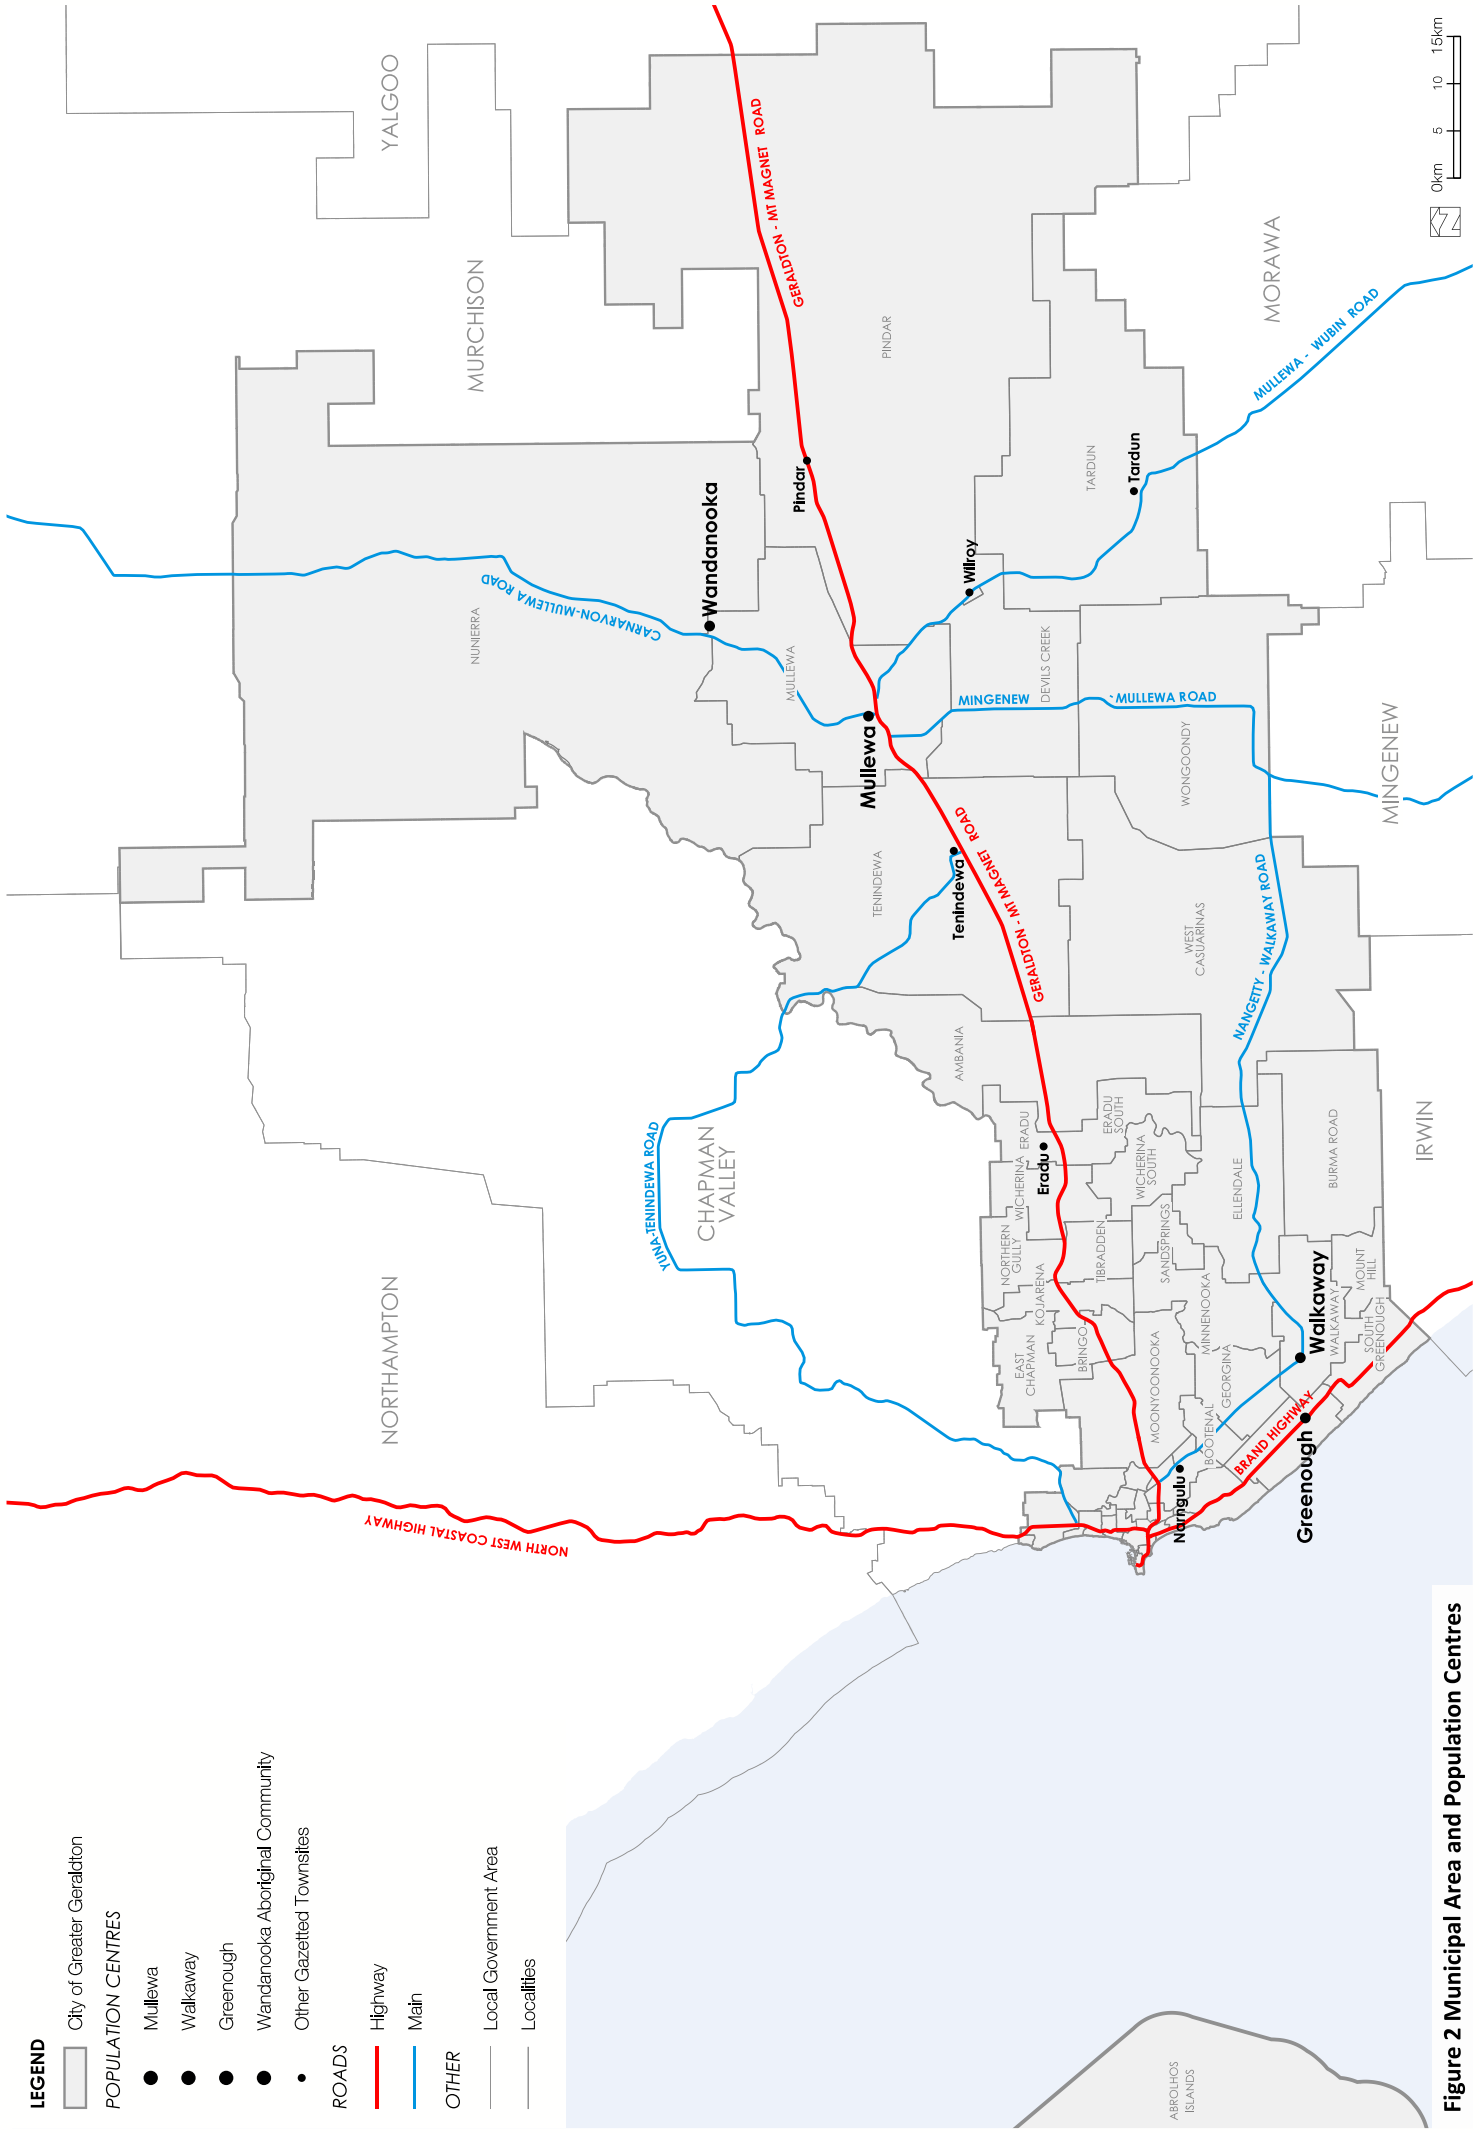 LEGEND
City of Greater Geraldton
POPULATION CENTRES
Mullewa
Walkaway
Greenough
Wandanooka Aboriginal Community
Other Gazetted Townsites
ROADS
Highway
Main
OTHER
Local Government Area
Localities
YALGOO
MURCHISON
NORTHAMPTON
CHAPMAN
VALLEY
MORAWA
MINGENEW
IRWIN
NORTH WEST COASTAL HIGHWAY
YUNA-TENINDEWA ROAD
CARNARVON-MULLEWA ROAD
GERALDTON - MT MAGNET ROAD
GERALDTON - MT MAGNET ROAD
MINGENEW - MULLEWA ROAD
MULLEWA - WUBIN ROAD
NANGETTY - WALKAWAY ROAD
BRAND HIGHWAY
NUNIERRA
Wandanooka
MULLEWA
Mullewa
PINDAR
Pindar
Wilroy
TARDUN
Tardun
DEVILS CREEK
WONGOONDY
TENINDEWA
Tenindewa
WEST
CASUARINAS
AMBANIA
ERADU
Eradu
ERADU
SOUTH
WICHERINA
WICHERINA
SOUTH
NORTHERN
GULLY
KOJARENA
TIBRADDEN
SANDSPRINGS
ELLENDALE
BURMA ROAD
EAST
CHAPMAN
BRINGO
MOONYOONOOKA
MINNENOOKA
GEORGINA
BOOTENAL
Walkaway
WALKAWAY
MOUNT
HILL
SOUTH
GREENOUGH
Narngulu
Greenough
ABROLHOS
ISLANDS
0km 5 10 15km
Figure 2 Municipal Area and Population Centres